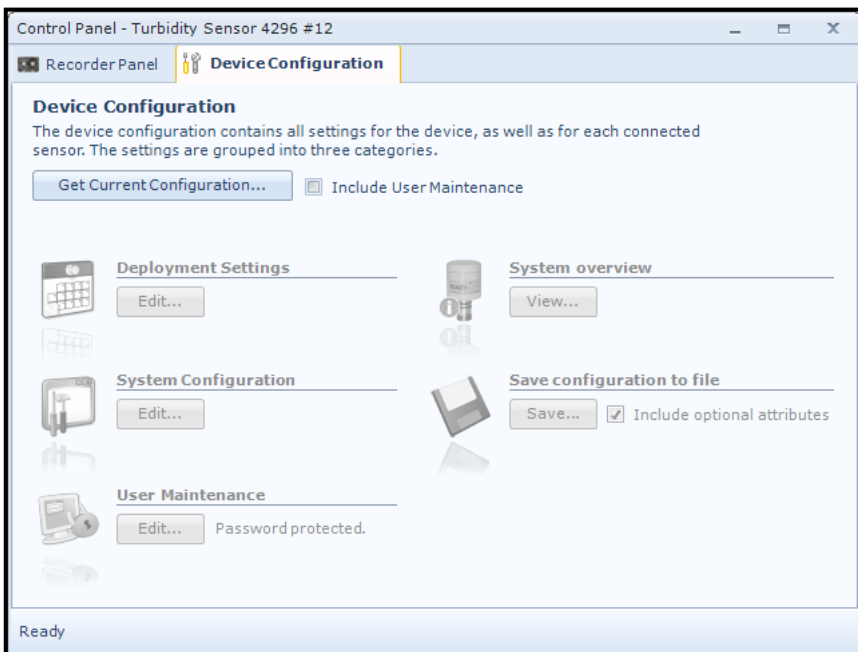 Control Panel - Turbidity Sensor 4296 #12
Recorder Panel
Device Configuration
Device Configuration
The device configuration contains all settings for the device, as well as for each connected
sensor. The settings are grouped into three categories.
Get Current Configuration...
Include User Maintenance
Deployment Settings
Edit...
System overview
View...
System Configuration
Edit...
Save configuration to file
Save...
Include optional attributes
User Maintenance
Edit...
Password protected.
Ready